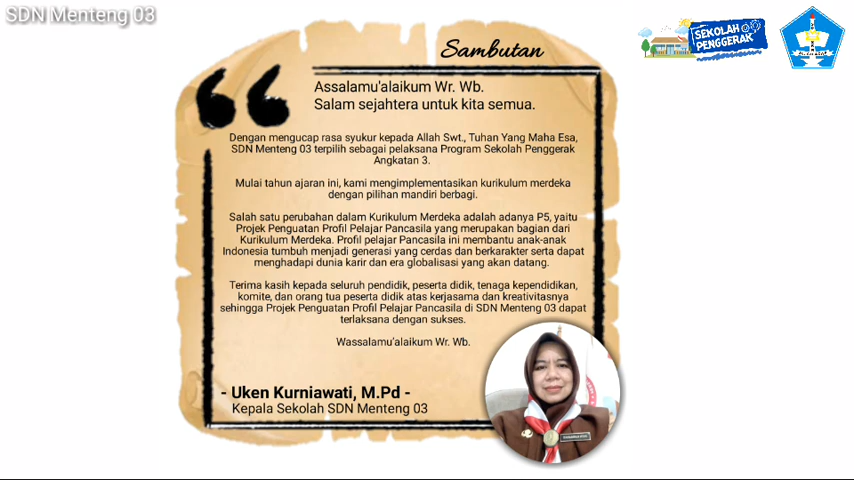 SDN Menteng 03
SEKOLAH
PENGGERAK
Sambutan
Assalamu'alaikum Wr. Wb.
Salam sejahtera untuk kita semua.
Dengan mengucap rasa syukur kepada Allah Swt., Tuhan Yang Maha Esa,
SDN Menteng 03 terpilih sebagai pelaksana Program Sekolah Penggerak
Angkatan 3.
Mulai tahun ajaran ini, kami mengimplementasikan kurikulum merdeka
dengan pilihan mandiri berbagi.
Salah satu perubahan dalam Kurikulum Merdeka adalah adanya P5, yaitu
Projek Penguatan Profil Pelajar Pancasila yang merupakan bagian dari
Kurikulum Merdeka. Profil pelajar Pancasila ini membantu anak-anak
Indonesia tumbuh menjadi generasi yang cerdas dan berkarakter serta dapat
menghadapi dunia karir dan era globalisasi yang akan datang.
Terima kasih kepada seluruh pendidik, peserta didik, tenaga kependidikan,
komite, dan orang tua peserta didik atas kerjasama dan kreativitasnya
sehingga Projek Penguatan Profil Pelajar Pancasila di SDN Menteng 03 dapat
terlaksana dengan sukses.
Wassalamu'alaikum Wr. Wb.
- Uken Kurniawati, M.Pd -
Kepala Sekolah SDN Menteng 03